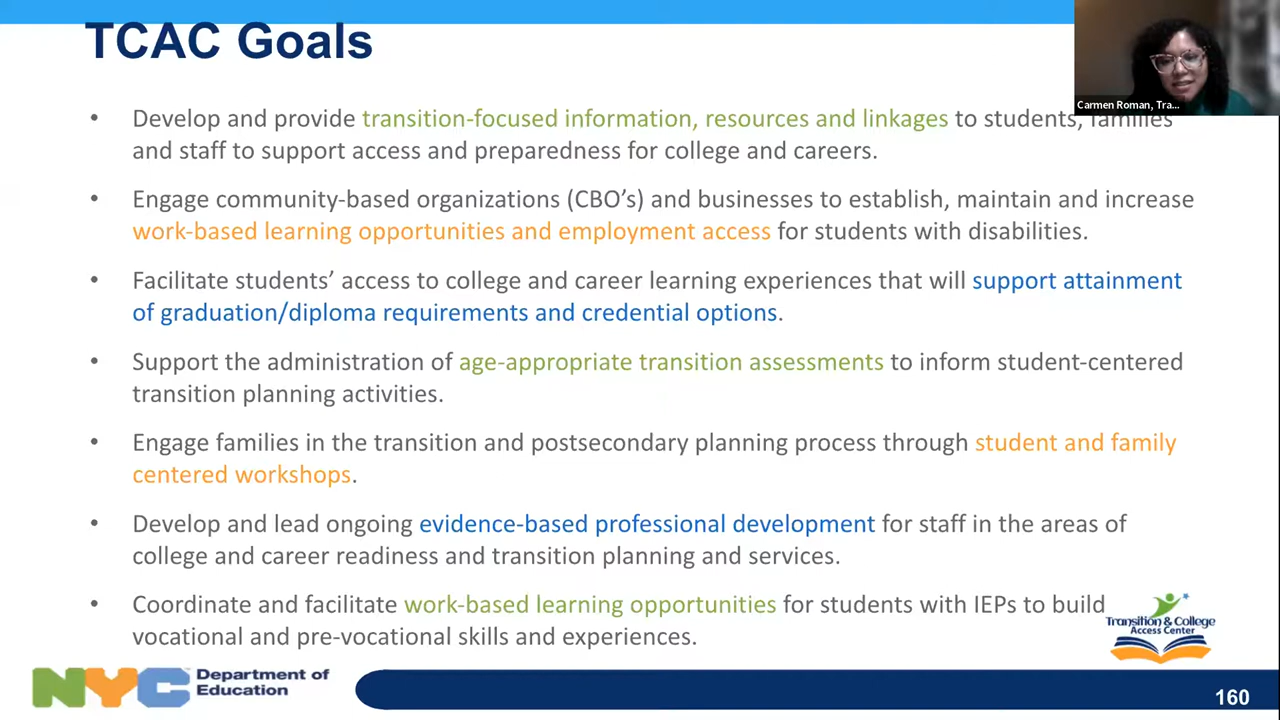 TCAC Goals
Carmen Roman, Tra...
• Develop and provide transition-focused information, resources and linkages to students, families
and staff to support access and preparedness for college and careers.
• Engage community-based organizations (CBO's) and businesses to establish, maintain and increase
work-based learning opportunities and employment access for students with disabilities.
• Facilitate students' access to college and career learning experiences that will support attainment
of graduation/diploma requirements and credential options.
• Support the administration of age-appropriate transition assessments to inform student-centered
transition planning activities.
• Engage families in the transition and postsecondary planning process through student and family
centered workshops.
• Develop and lead ongoing evidence-based professional development for staff in the areas of
college and career readiness and transition planning and services.
• Coordinate and facilitate work-based learning opportunities for students with IEPs to build
vocational and pre-vocational skills and experiences.
Transition & College
Access Center
NYC Department of
Education
160